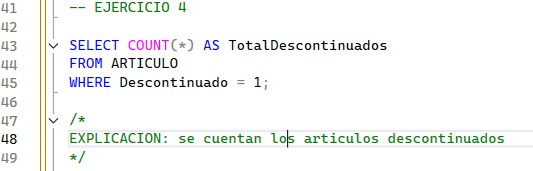 41 -- EJERCICIO 4
42
43 SELECT COUNT(*) AS TotalDescontinuados
44 FROM ARTICULO
45 WHERE Descontinuado = 1;
46
47 /*
48 EXPLICACION: se cuentan los articulos descontinuados
49 */